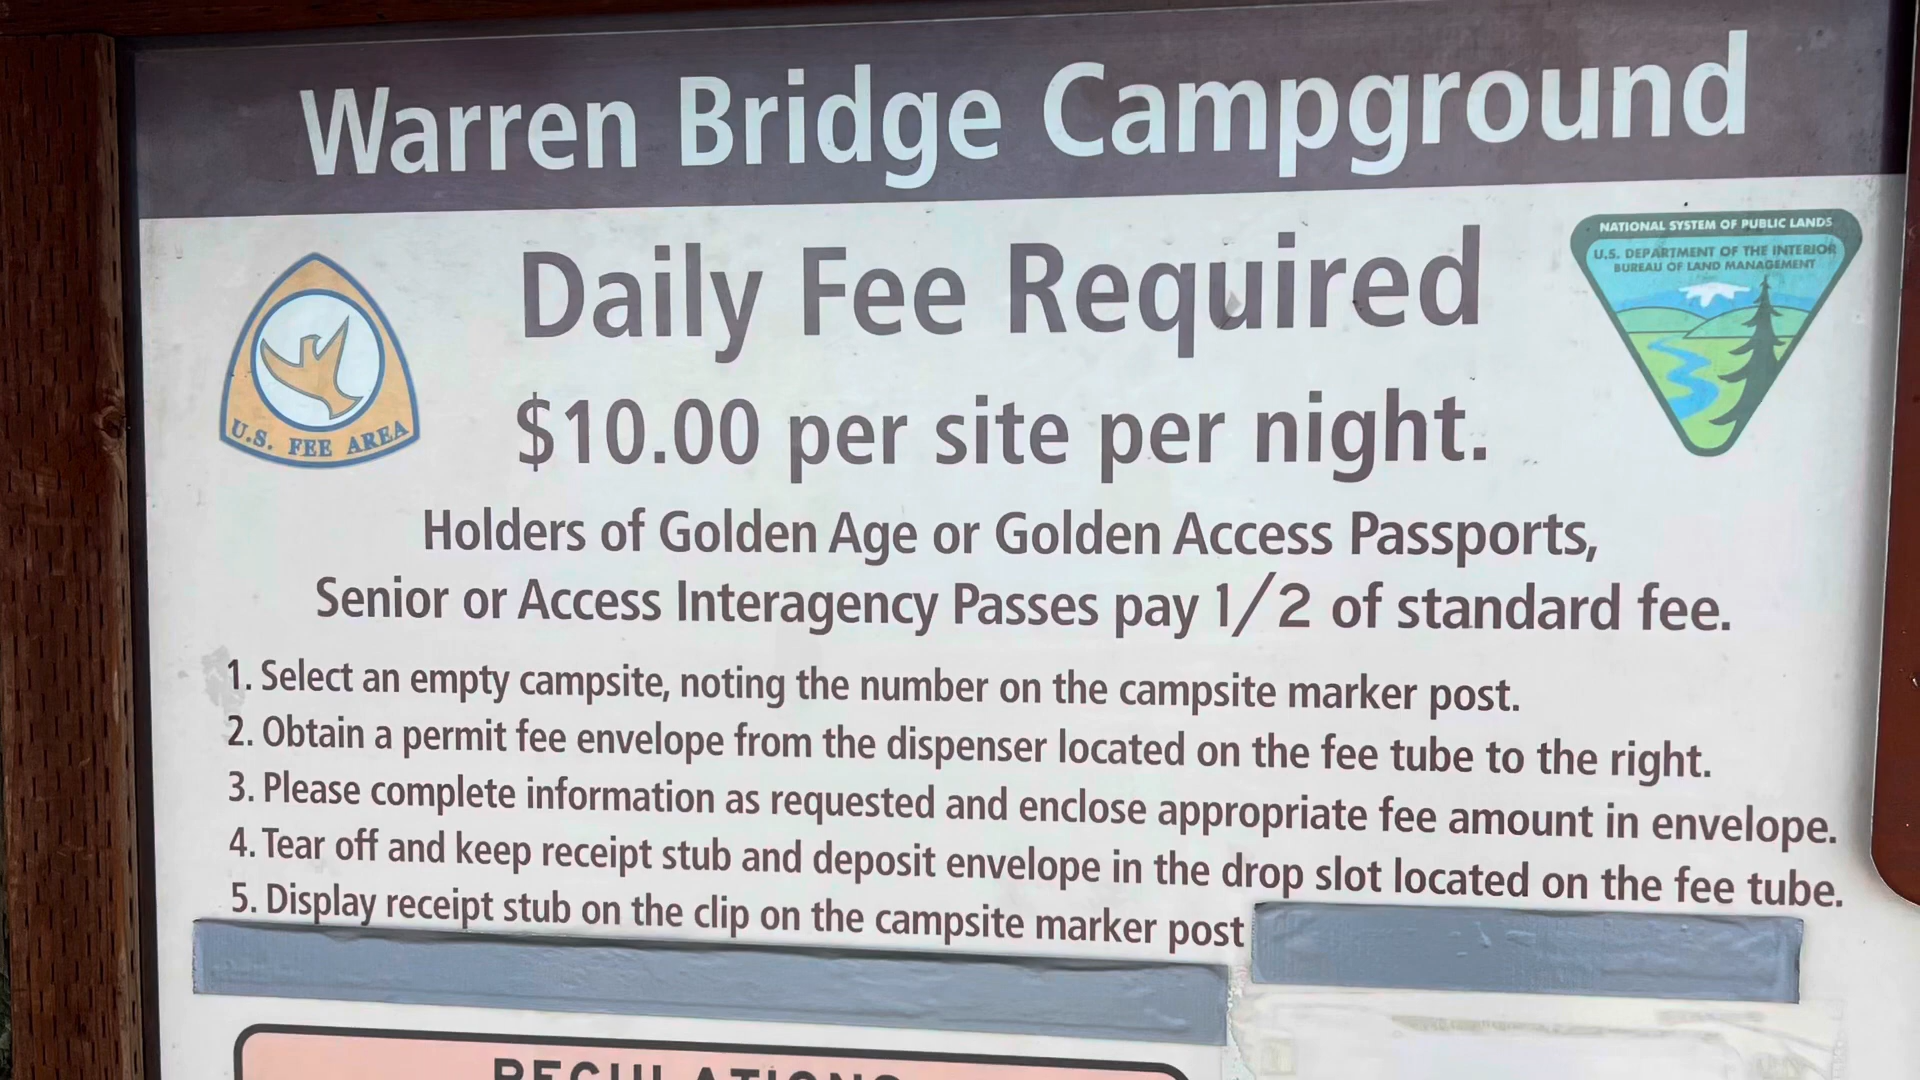 Warren Bridge Campground
Daily Fee Required
$10.00 per site per night.
U.S. FEE AREA
NATIONAL SYSTEM OF PUBLIC LANDS
U.S. DEPARTMENT OF THE INTERIOR
BUREAU OF LAND MANAGEMENT
Holders of Golden Age or Golden Access Passports,
Senior or Access Interagency Passes pay 1/2 of standard fee.
1. Select an empty campsite, noting the number on the campsite marker post.
2. Obtain a permit fee envelope from the dispenser located on the fee tube to the right.
3. Please complete information as requested and enclose appropriate fee amount in envelope.
4. Tear off and keep receipt stub and deposit envelope in the drop slot located on the fee tube.
5. Display receipt stub on the clip on the campsite marker post
REGULATIONS